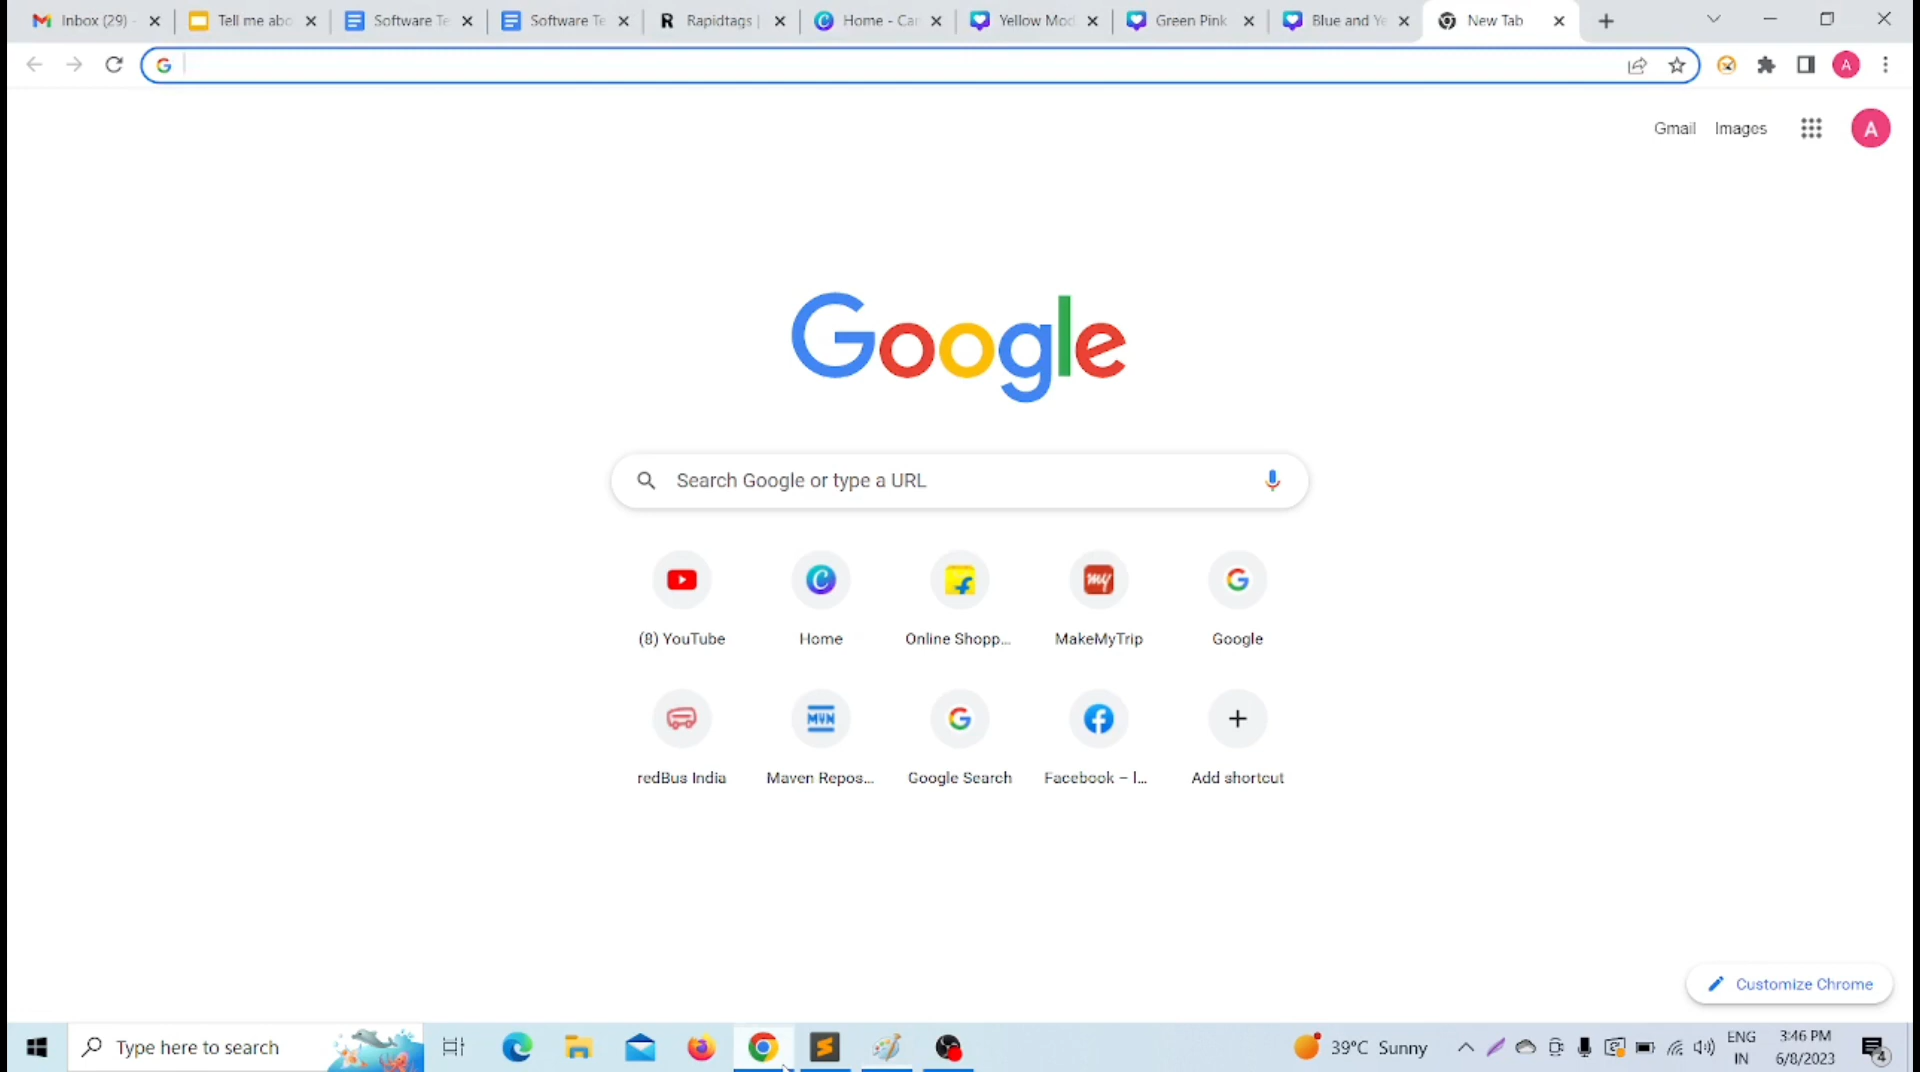 Inbox (29) - Tell me abo Software Te Software Te Rapidtags | Home - Can Yellow Mod Green Pink Blue and Ye New Tab
Gmail Images A
Google
Search Google or type a URL
(8) YouTube Home Online Shopp... MakeMyTrip Google
redBus India Maven Repos... Google Search Facebook – l... Add shortcut
Customize Chrome
Type here to search 39°C Sunny ENG IN 3:46 PM 6/8/2023 4